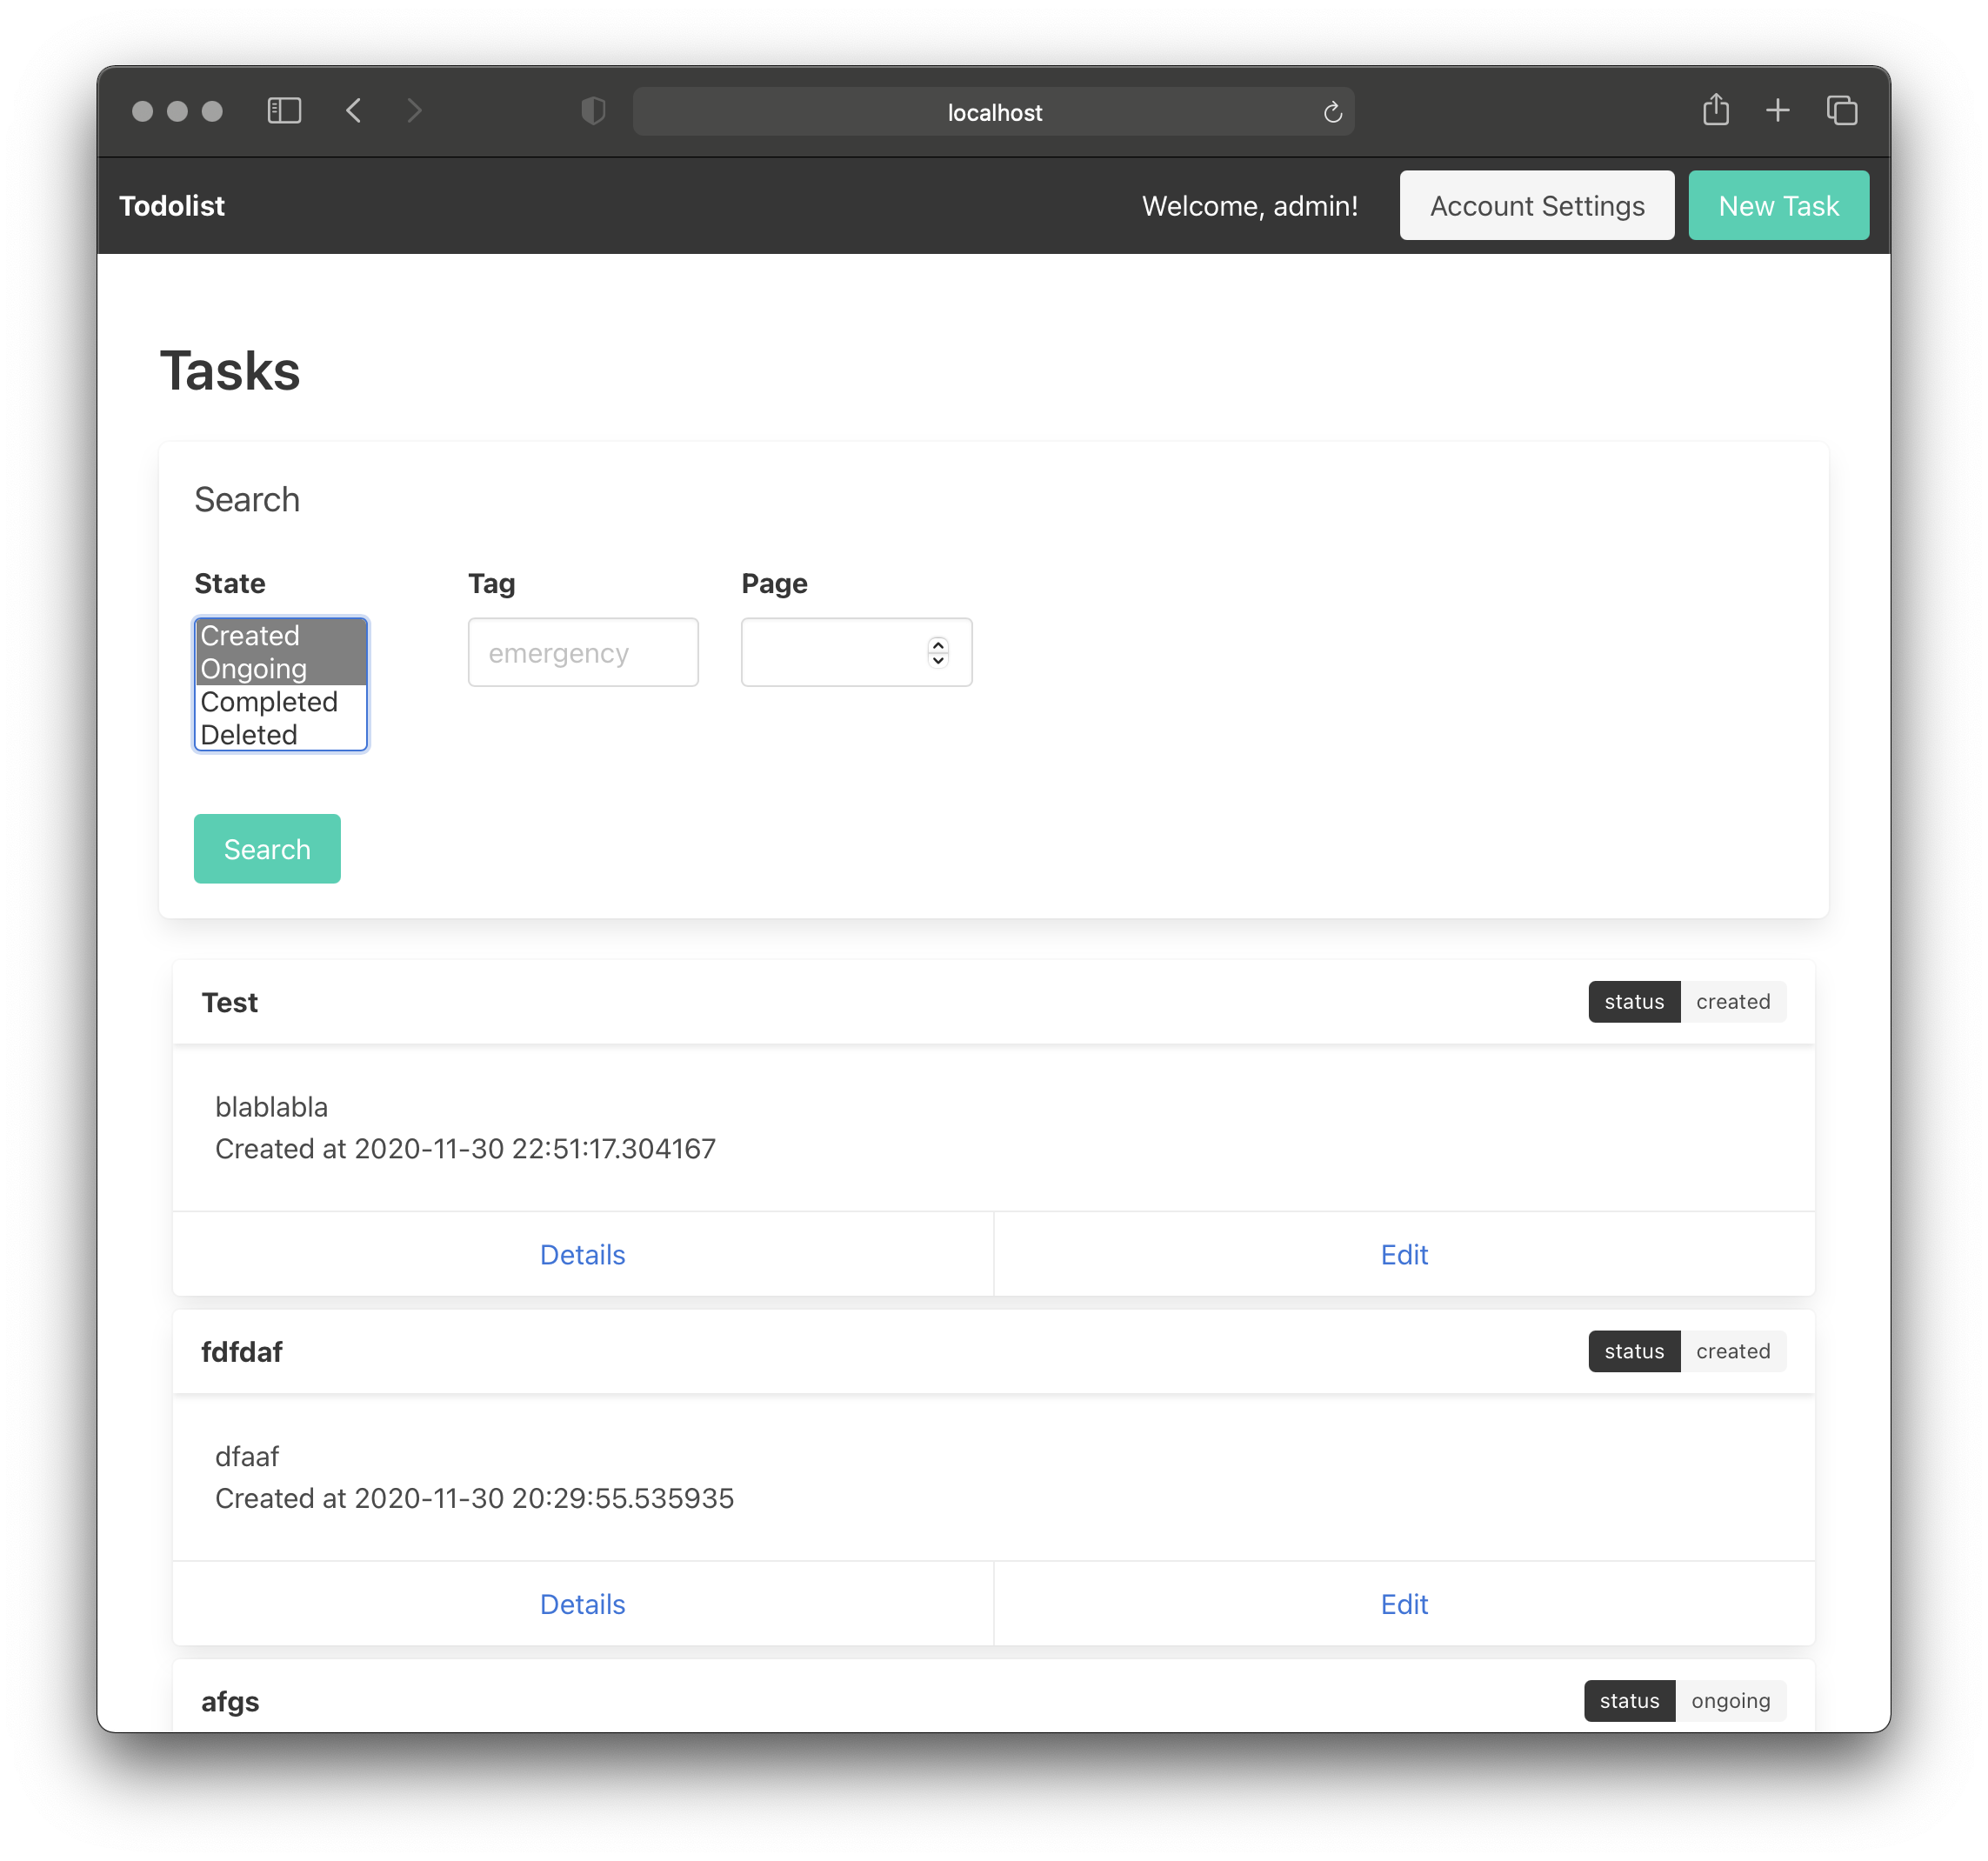 localhost
Todolist
Welcome, admin!
Account Settings
New Task
Tasks
Search
State
Tag
Page
Created
Ongoing
Completed
Deleted
emergency
Search
Test
status created
blablabla
Created at 2020-11-30 22:51:17.304167
Details
Edit
fdfdaf
status created
dfaaf
Created at 2020-11-30 20:29:55.535935
Details
Edit
afgs
status ongoing